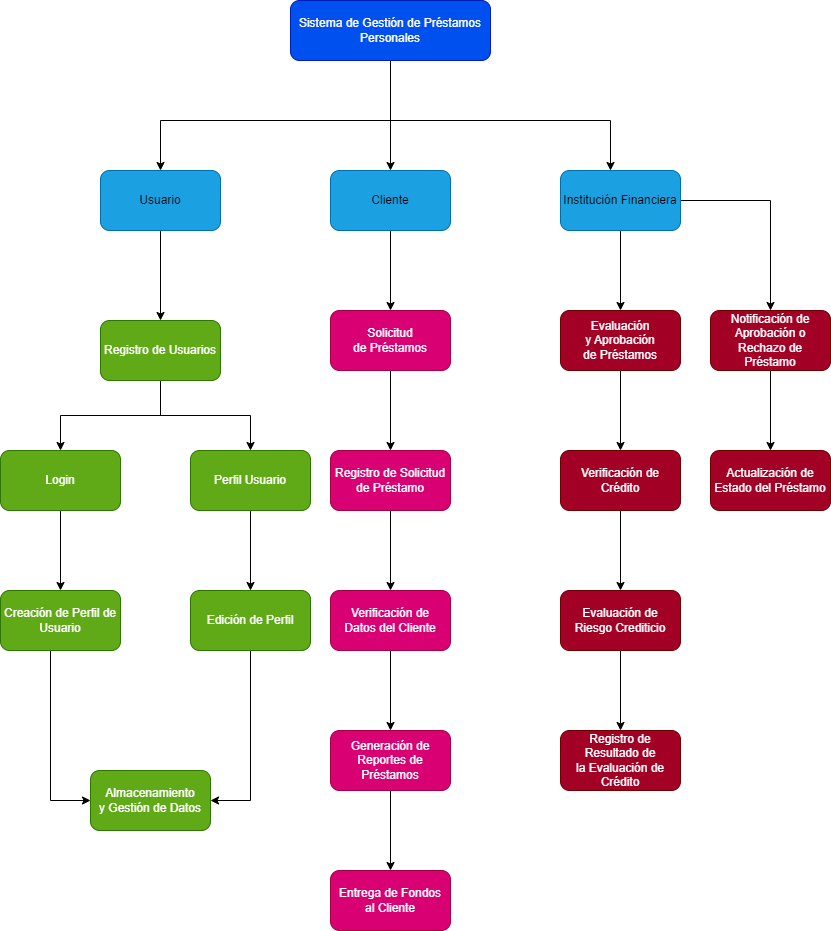 Sistema de Gestión de Préstamos
Personales
Usuario
Cliente
Institución Financiera
Registro de Usuarios
Solicitud
de Préstamos
Evaluación
y Aprobación
de Préstamos
Notificación de
Aprobación o
Rechazo de
Préstamo
Login
Perfil Usuario
Registro de Solicitud
de Préstamo
Verificación de
Crédito
Actualización de
Estado del Préstamo
Creación de Perfil de
Usuario
Edición de Perfil
Verificación de
Datos del Cliente
Evaluación de
Riesgo Crediticio
Almacenamiento
y Gestión de Datos
Generación de
Reportes de
Préstamos
Registro de
Resultado de
la Evaluación de
Crédito
Entrega de Fondos
al Cliente